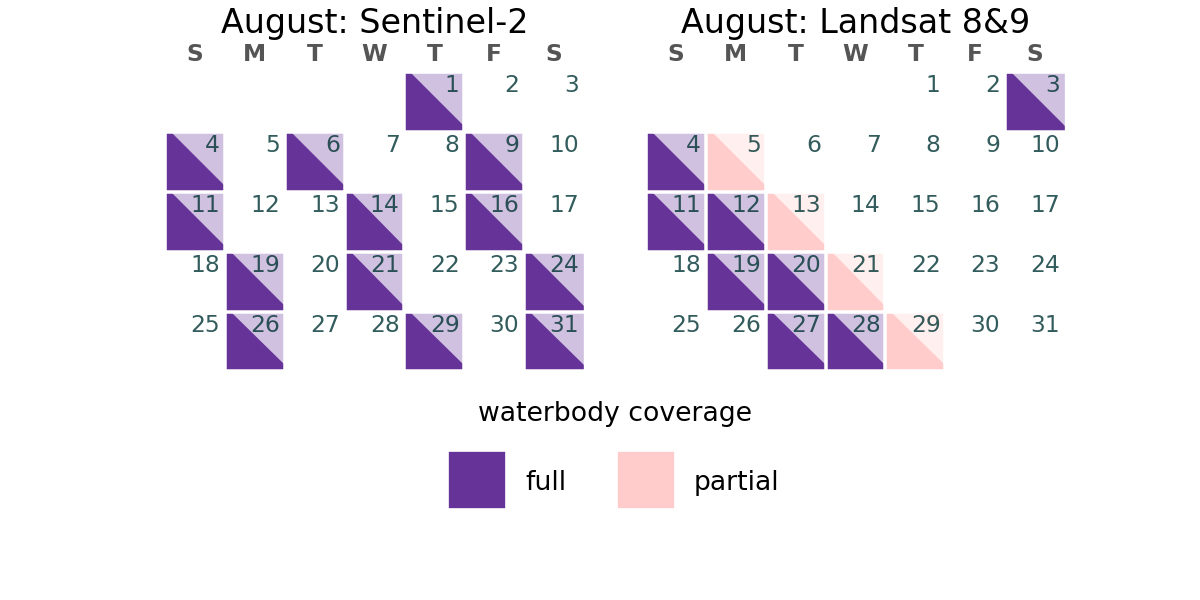 August: Sentinel-2
S M T W T F S
1 2 3
4 5 6 7 8 9 10
11 12 13 14 15 16 17
18 19 20 21 22 23 24
25 26 27 28 29 30 31
August: Landsat 8&9
S M T W T F S
1 2 3
4 5 6 7 8 9 10
11 12 13 14 15 16 17
18 19 20 21 22 23 24
25 26 27 28 29 30 31
waterbody coverage
full
partial